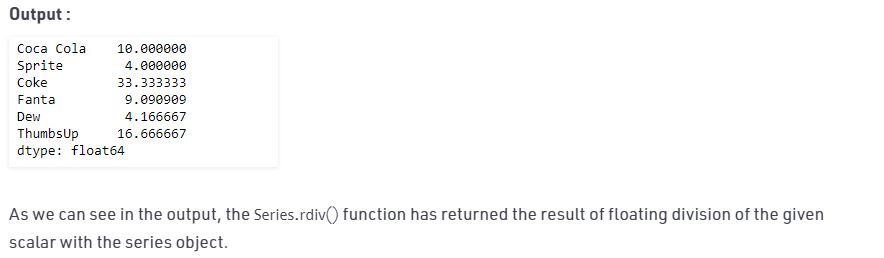 Output :
Coca Cola    10.000000
Sprite        4.000000
Coke         33.333333
Fanta         9.090909
Dew           4.166667
ThumbsUp     16.666667
dtype: float64
As we can see in the output, the Series.rdiv() function has returned the result of floating division of the given
scalar with the series object.